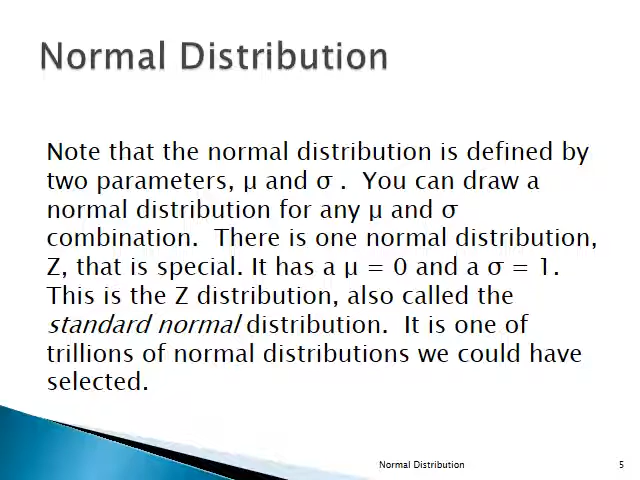 Normal Distribution
Note that the normal distribution is defined by
two parameters, μ and σ .  You can draw a
normal distribution for any μ and σ
combination.  There is one normal distribution,
Z, that is special. It has a μ = 0 and a σ = 1.
This is the Z distribution, also called the
standard normal distribution.  It is one of
trillions of normal distributions we could have
selected.
Normal Distribution
5